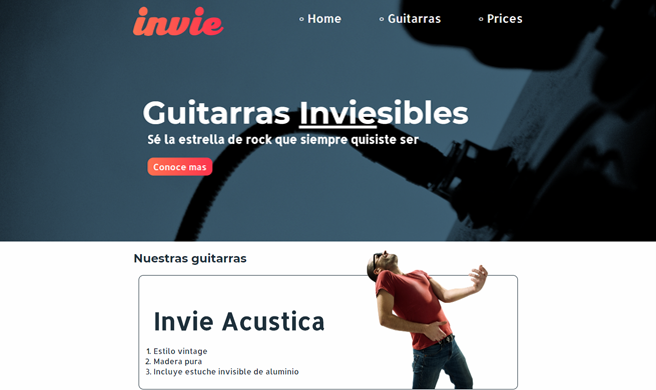 invie
Home
Guitarras
Prices
Guitarras Inviesibles
Sé la estrella de rock que siempre quisiste ser
Conoce mas
Nuestras guitarras
Invie Acustica
1. Estilo vintage
2. Madera pura
3. Incluye estuche invisible de aluminio